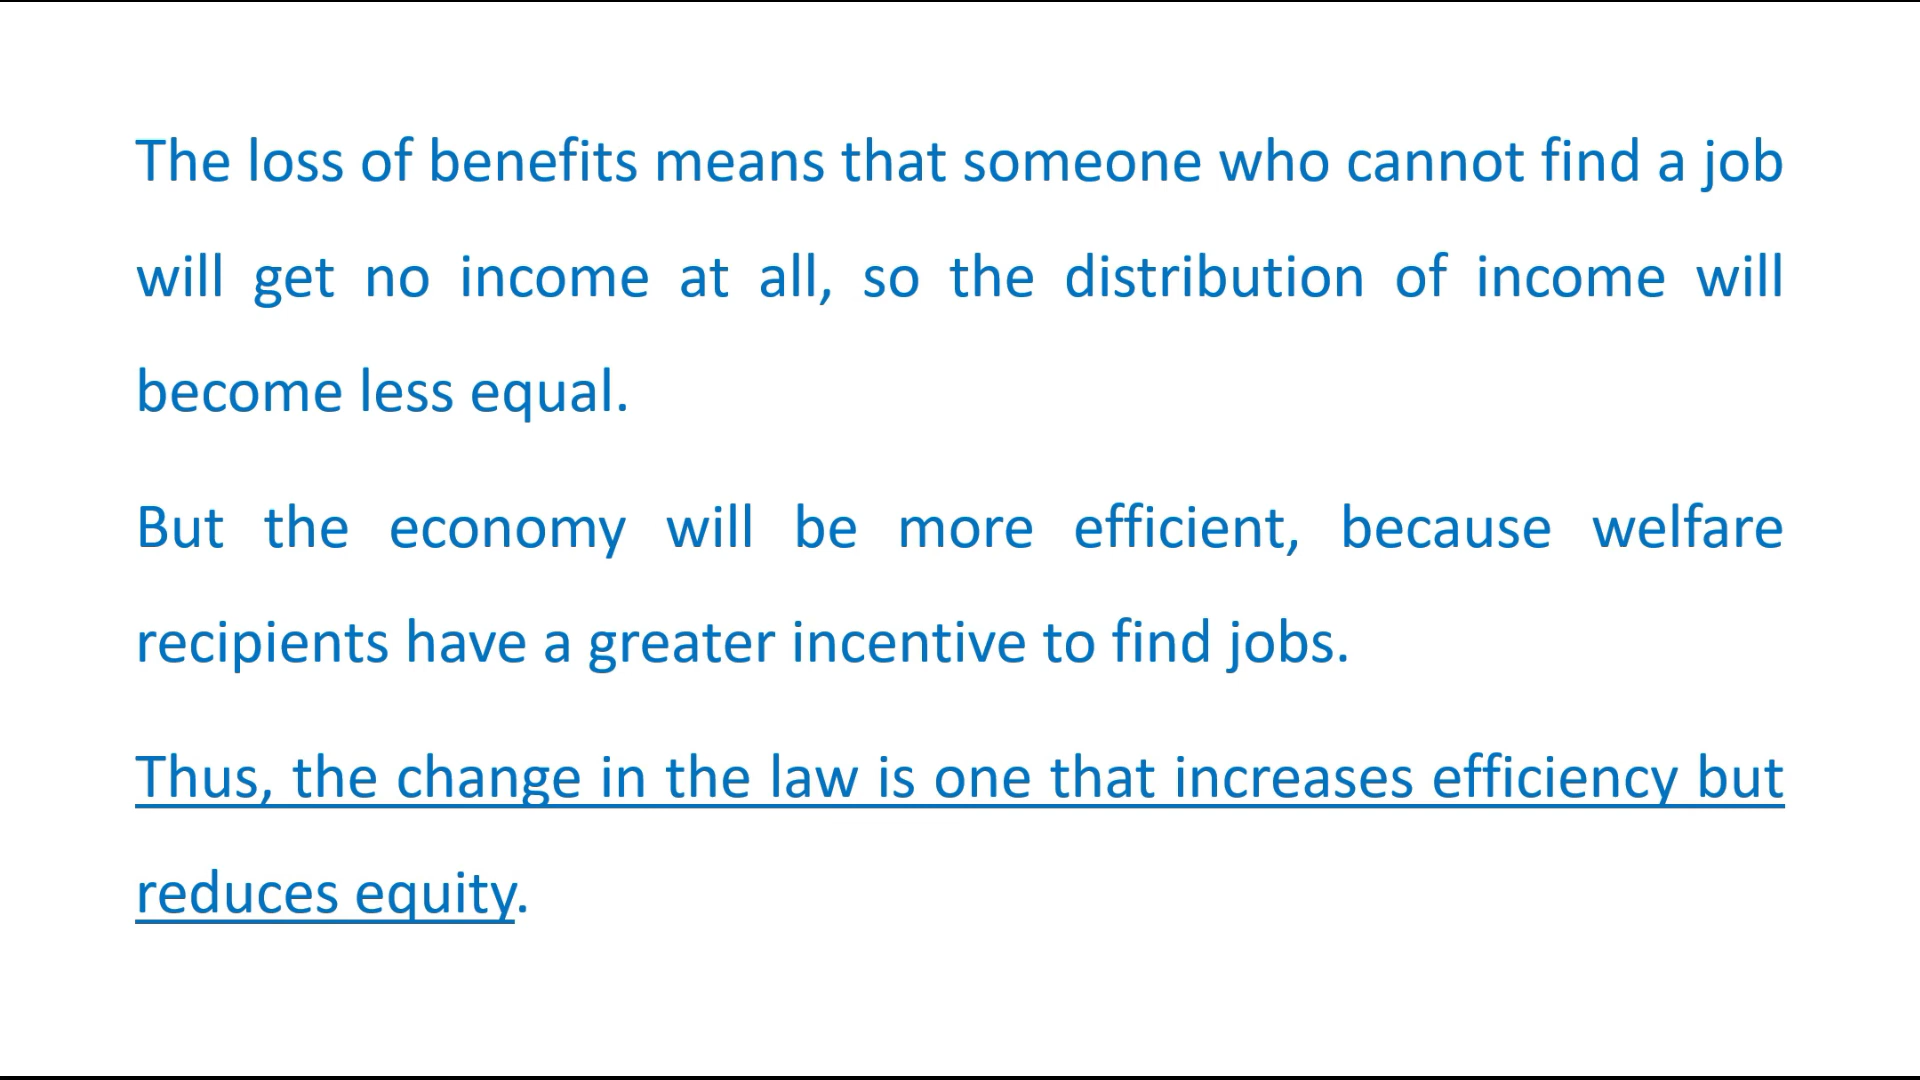 The loss of benefits means that someone who cannot find a job
will get no income at all, so the distribution of income will
become less equal.
But the economy will be more efficient, because welfare
recipients have a greater incentive to find jobs.
Thus, the change in the law is one that increases efficiency but
reduces equity.